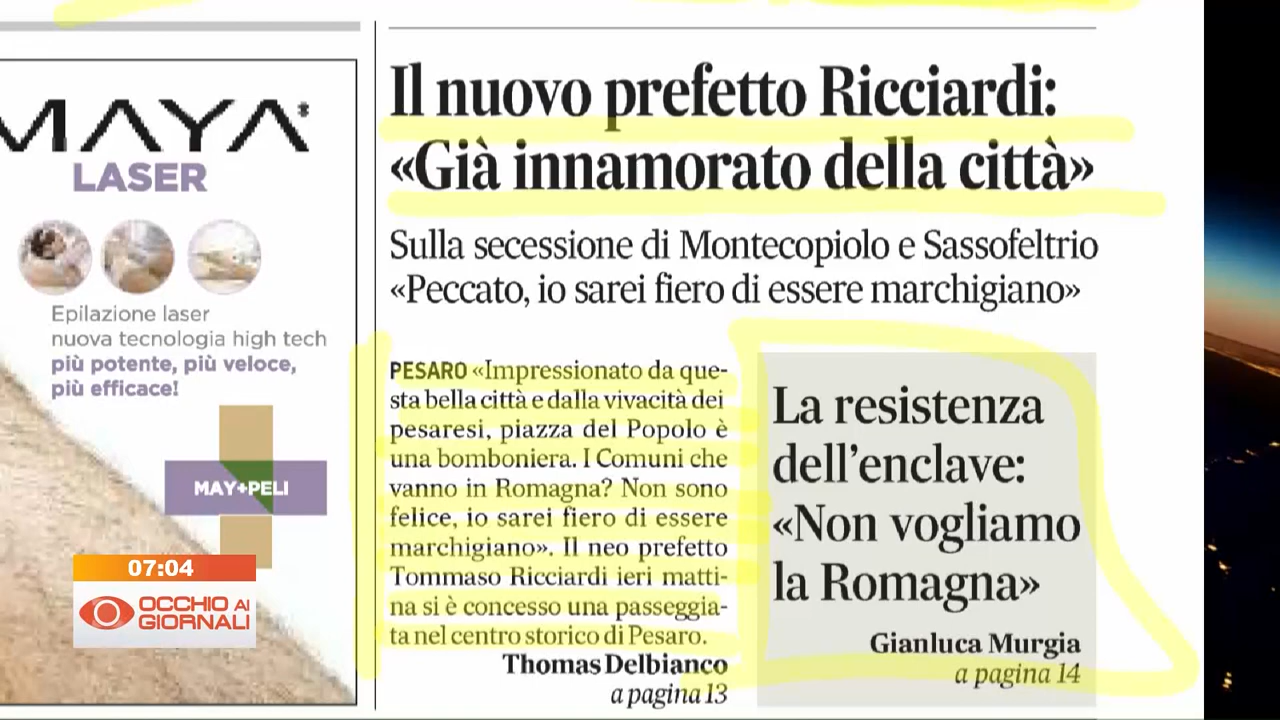 MAYA*
LASER
Epilazione laser
nuova tecnologia high tech
più potente, più veloce,
più efficace!
MAY+PELI
07:04
OCCHIO AI
GIORNALI
Il nuovo prefetto Ricciardi:
«Già innamorato della città»
Sulla secessione di Montecopiolo e Sassofeltrio
«Peccato, io sarei fiero di essere marchigiano»
PESARO «Impressionato da que-
sta bella città e dalla vivacità dei
pesaresi, piazza del Popolo è
una bomboniera. I Comuni che
vanno in Romagna? Non sono
felice, io sarei fiero di essere
marchigiano». Il neo prefetto
Tommaso Ricciardi ieri matti-
na si è concesso una passeggia-
ta nel centro storico di Pesaro.
Thomas Delbianco
a pagina 13
La resistenza
dell'enclave:
«Non vogliamo
la Romagna»
Gianluca Murgia
a pagina 14